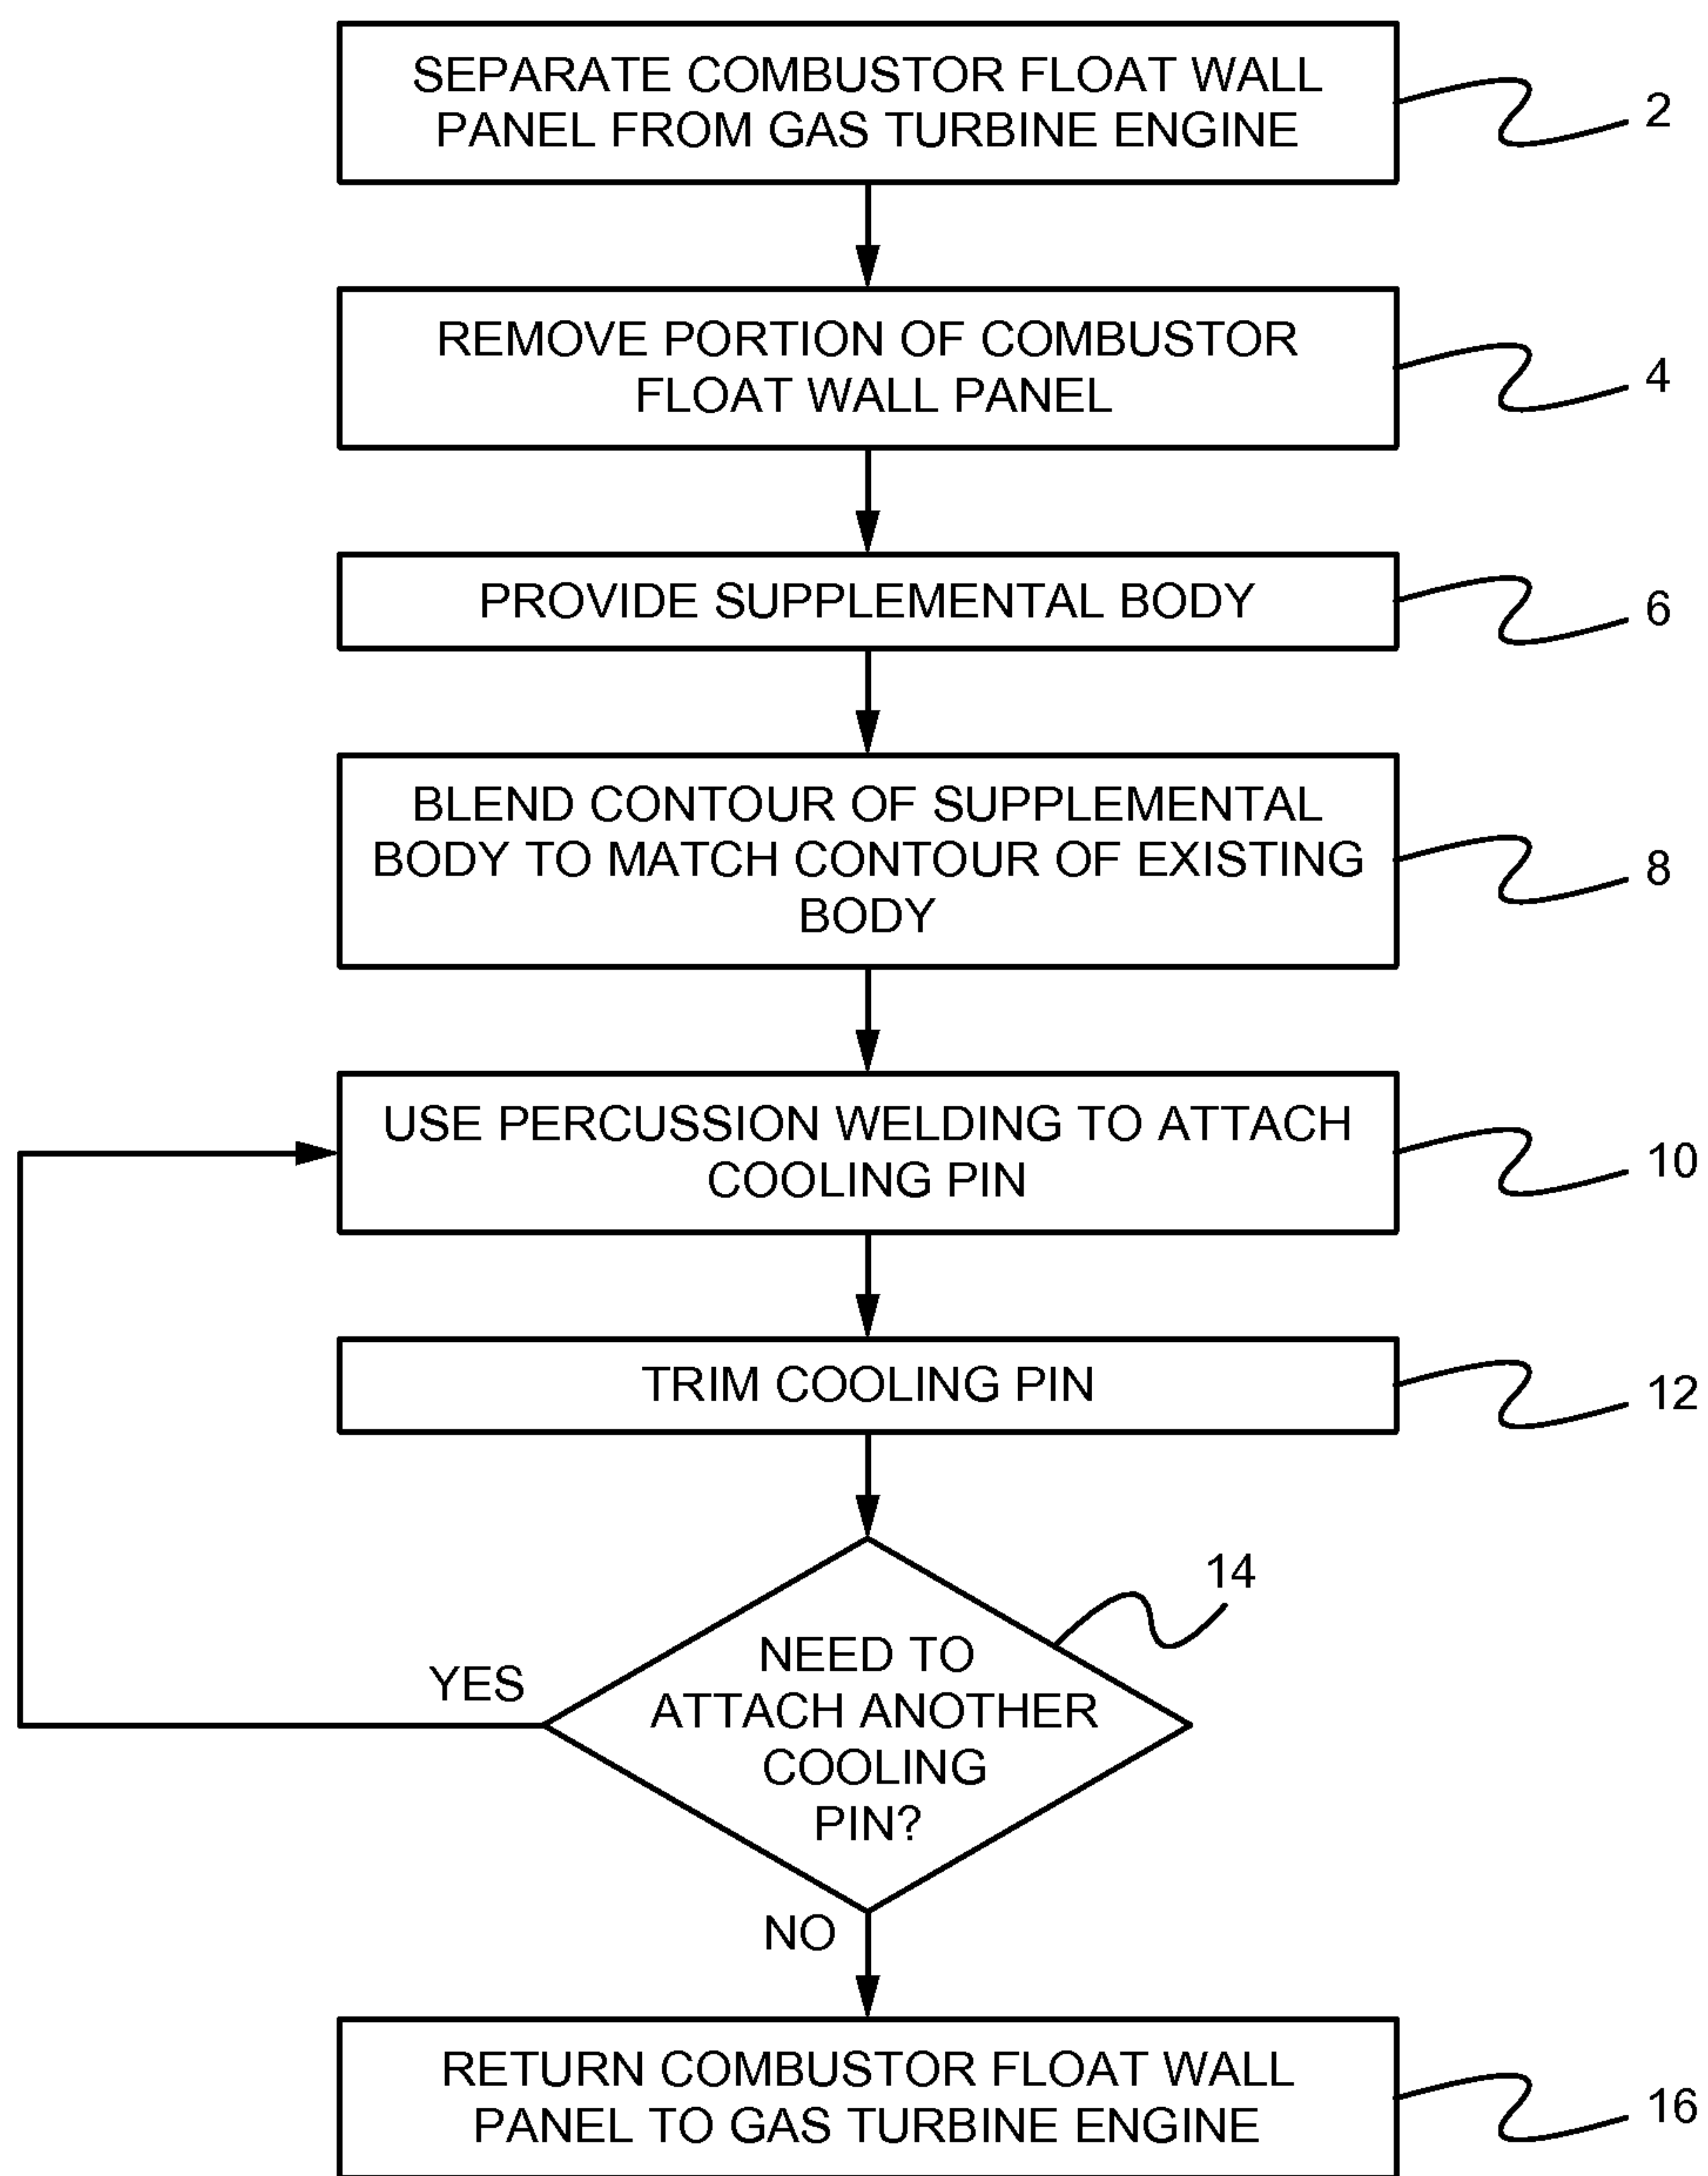 SEPARATE COMBUSTOR FLOAT WALL
PANEL FROM GAS TURBINE ENGINE
2
REMOVE PORTION OF COMBUSTOR
FLOAT WALL PANEL
4
PROVIDE SUPPLEMENTAL BODY
6
BLEND CONTOUR OF SUPPLEMENTAL
BODY TO MATCH CONTOUR OF EXISTING
BODY
8
USE PERCUSSION WELDING TO ATTACH
COOLING PIN
10
TRIM COOLING PIN
12
14
NEED TO
ATTACH ANOTHER
COOLING
PIN?
YES
NO
RETURN COMBUSTOR FLOAT WALL
PANEL TO GAS TURBINE ENGINE
16